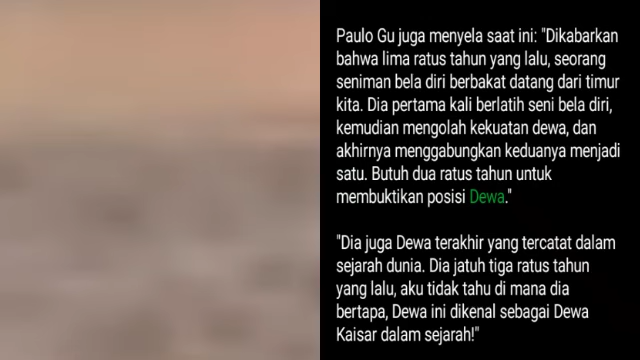 Paulo Gu juga menyela saat ini: "Dikabarkan
bahwa lima ratus tahun yang lalu, seorang
seniman bela diri berbakat datang dari timur
kita. Dia pertama kali berlatih seni bela diri,
kemudian mengolah kekuatan dewa, dan
akhirnya menggabungkan keduanya menjadi
satu. Butuh dua ratus tahun untuk
membuktikan posisi Dewa."
"Dia juga Dewa terakhir yang tercatat dalam
sejarah dunia. Dia jatuh tiga ratus tahun
yang lalu, aku tidak tahu di mana dia
bertapa, Dewa ini dikenal sebagai Dewa
Kaisar dalam sejarah!"